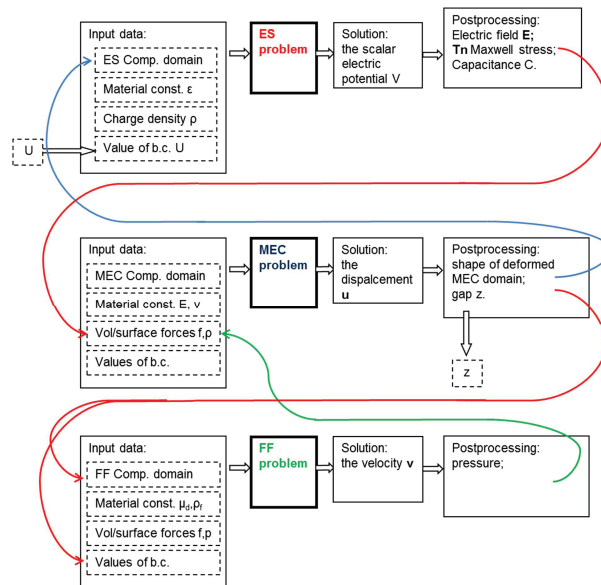 Input data:
ES Comp. domain
Material const. ε
Charge density ρ
Value of b.c. U
U
ES
problem
Solution:
the scalar
electric
potential V
Postprocessing:
Electric field E;
Tn Maxwell stress;
Capacitance C.
Input data:
MEC Comp. domain
Material const. E, ν
Vol/surface forces f,ρ
Values of b.c.
MEC
problem
Solution:
the
dispalcement
u
Postprocessing:
shape of deformed
MEC domain;
gap z.
z
Input data:
FF Comp. domain
Material const. μd,ρf
Vol/surface forces f,p
Values of b.c.
FF
problem
Solution:
the velocity v
Postprocessing:
pressure;